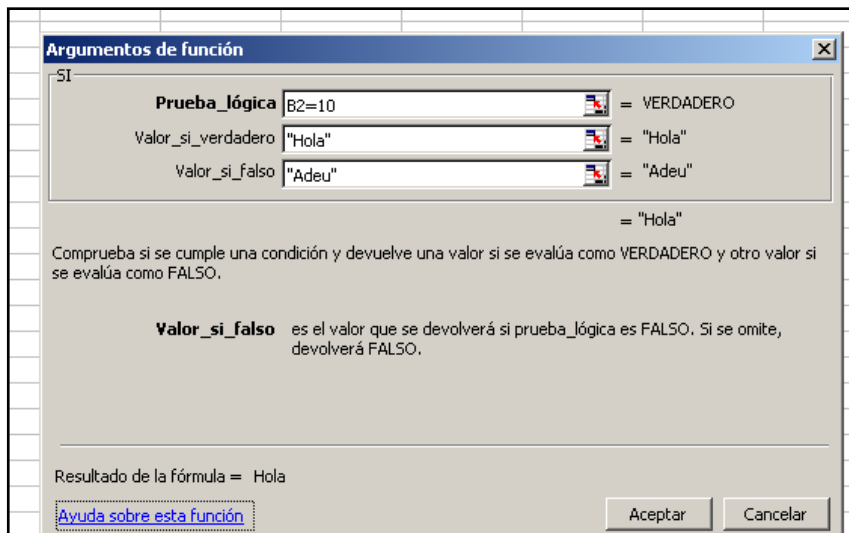 Argumentos de función
SI
Prueba_lógica B2=10 = VERDADERO
Valor_si_verdadero "Hola" = "Hola"
Valor_si_falso "Adeu" = "Adeu"
= "Hola"
Comprueba si se cumple una condición y devuelve una valor si se evalúa como VERDADERO y otro valor si
se evalúa como FALSO.
Valor_si_falso es el valor que se devolverá si prueba_lógica es FALSO. Si se omite,
devolverá FALSO.
Resultado de la fórmula = Hola
Ayuda sobre esta función Aceptar Cancelar